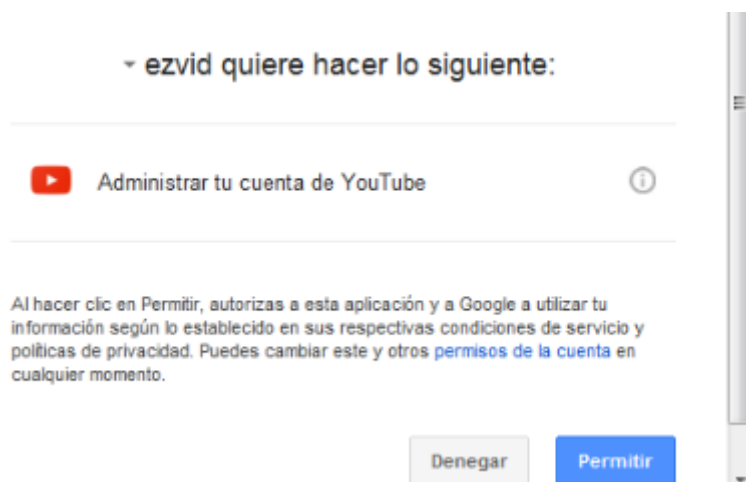 ezvid quiere hacer lo siguiente:
Administrar tu cuenta de YouTube
Al hacer clic en Permitir, autorizas a esta aplicación y a Google a utilizar tu
información según lo establecido en sus respectivas condiciones de servicio y
políticas de privacidad. Puedes cambiar este y otros permisos de la cuenta en
cualquier momento.
Denegar
Permitir